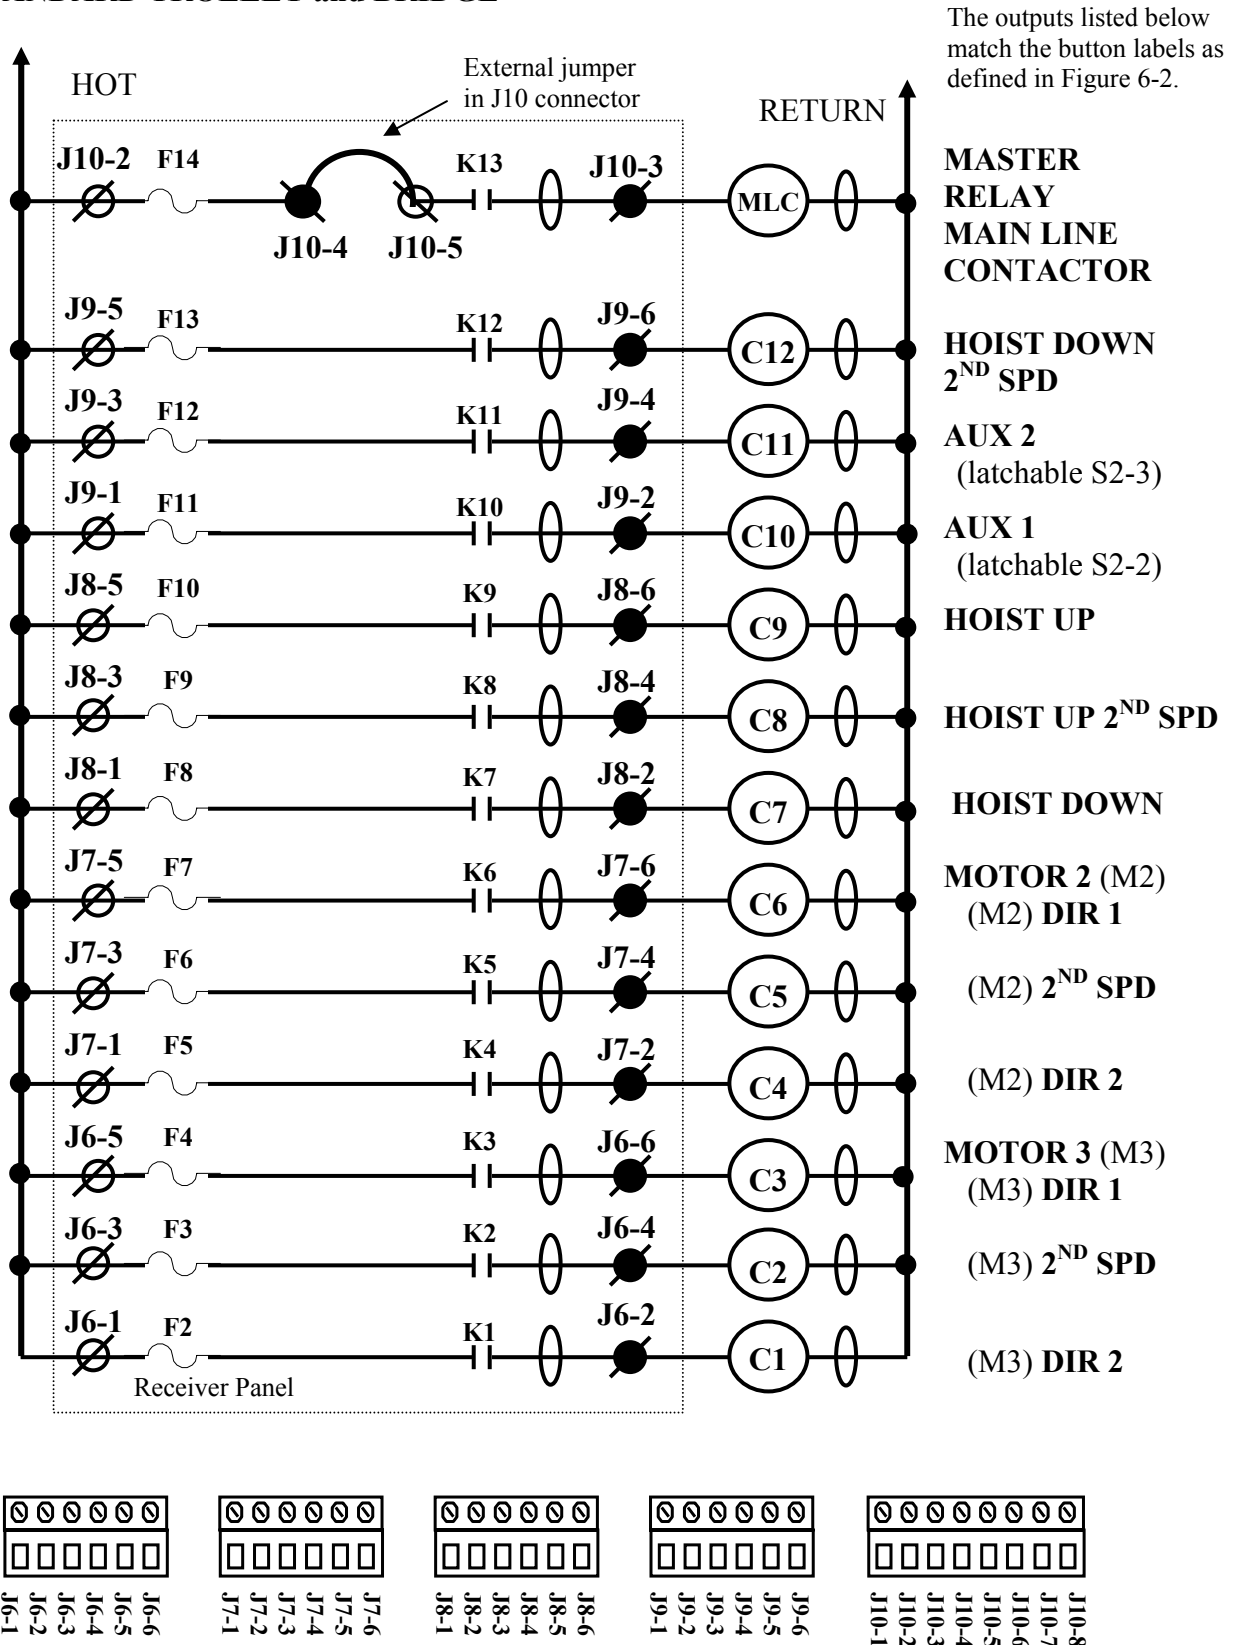 The outputs listed below
match the button labels as
defined in Figure 6-2.
HOT
External jumper
in J10 connector
RETURN
J10-2 F14 K13 J10-3
MLC
J10-4 J10-5
MASTER
RELAY
MAIN LINE
CONTACTOR
J9-5 F13 K12 J9-6 C12
HOIST DOWN
2ND SPD
J9-3 F12 K11 J9-4 C11
AUX 2
(latchable S2-3)
J9-1 F11 K10 J9-2 C10
AUX 1
(latchable S2-2)
J8-5 F10 K9 J8-6 C9
HOIST UP
J8-3 F9 K8 J8-4 C8
HOIST UP 2ND SPD
J8-1 F8 K7 J8-2 C7
HOIST DOWN
J7-5 F7 K6 J7-6 C6
MOTOR 2 (M2)
(M2) DIR 1
J7-3 F6 K5 J7-4 C5
(M2) 2ND SPD
J7-1 F5 K4 J7-2 C4
(M2) DIR 2
J6-5 F4 K3 J6-6 C3
MOTOR 3 (M3)
(M3) DIR 1
J6-3 F3 K2 J6-4 C2
(M3) 2ND SPD
J6-1 F2 K1 J6-2 C1
(M3) DIR 2
Receiver Panel
J6-1 J6-2 J6-3 J6-4 J6-5 J6-6
J7-1 J7-2 J7-3 J7-4 J7-5 J7-6
J8-1 J8-2 J8-3 J8-4 J8-5 J8-6
J9-1 J9-2 J9-3 J9-4 J9-5 J9-6
J10-1 J10-2 J10-3 J10-4 J10-5 J10-6 J10-7 J10-8